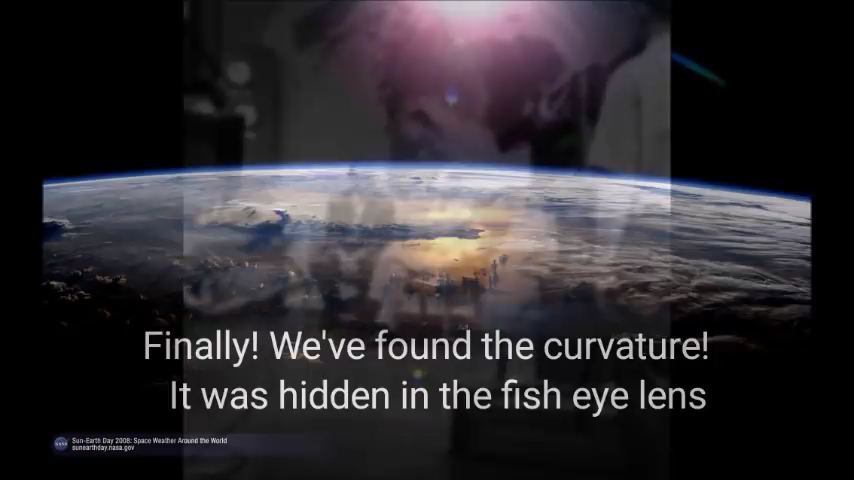 Finally! We've found the curvature!
It was hidden in the fish eye lens
NASA
Sun-Earth Day 2008: Space Weather Around the World
sunearthday.nasa.gov